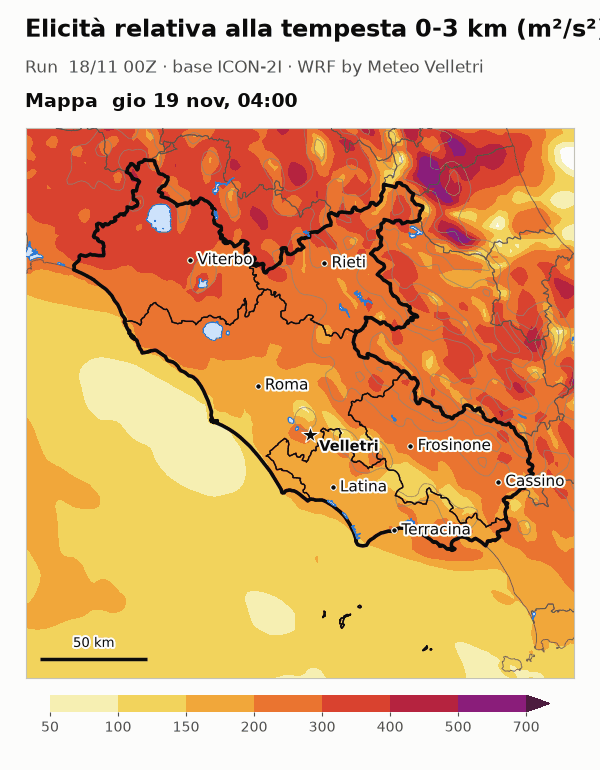 Elicità relativa alla tempesta 0-3 km (m²/s²)
Run  18/11 00Z · base ICON-2I · WRF by Meteo Velletri
Mappa  gio 19 nov, 04:00
Viterbo
Rieti
Roma
Velletri
Frosinone
Latina
Cassino
Terracina
50 km
50 100 150 200 300 400 500 700